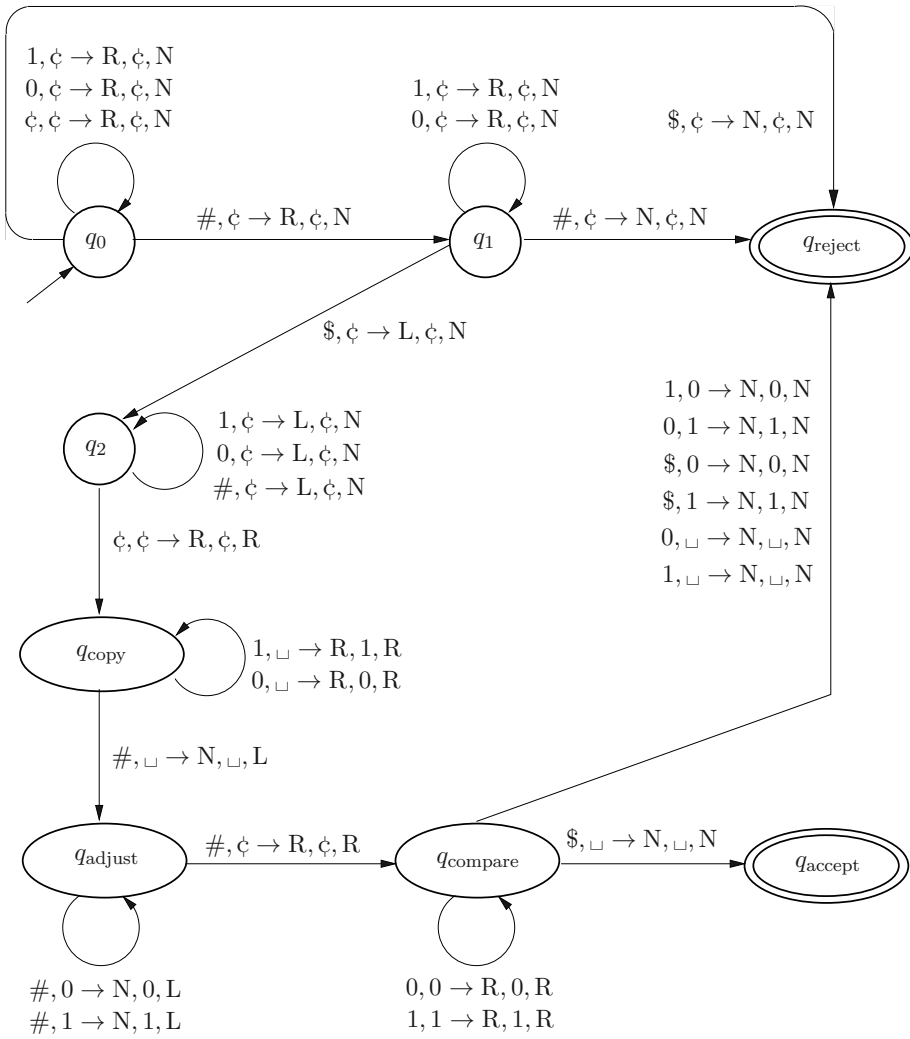 1, ¢ → R, ¢, N
0, ¢ → R, ¢, N
¢, ¢ → R, ¢, N
1, ¢ → R, ¢, N
0, ¢ → R, ¢, N
$, ¢ → N, ¢, N
q0
#, ¢ → R, ¢, N
q1
#, ¢ → N, ¢, N
qreject
$, ¢ → L, ¢, N
q2
1, ¢ → L, ¢, N
0, ¢ → L, ¢, N
#, ¢ → L, ¢, N
1, 0 → N, 0, N
0, 1 → N, 1, N
$, 0 → N, 0, N
$, 1 → N, 1, N
0, ␣ → N, ␣, N
1, ␣ → N, ␣, N
¢, ¢ → R, ¢, R
qcopy
1, ␣ → R, 1, R
0, ␣ → R, 0, R
#, ␣ → N, ␣, L
qadjust
#, ¢ → R, ¢, R
qcompare
$, ␣ → N, ␣, N
qaccept
#, 0 → N, 0, L
#, 1 → N, 1, L
0, 0 → R, 0, R
1, 1 → R, 1, R